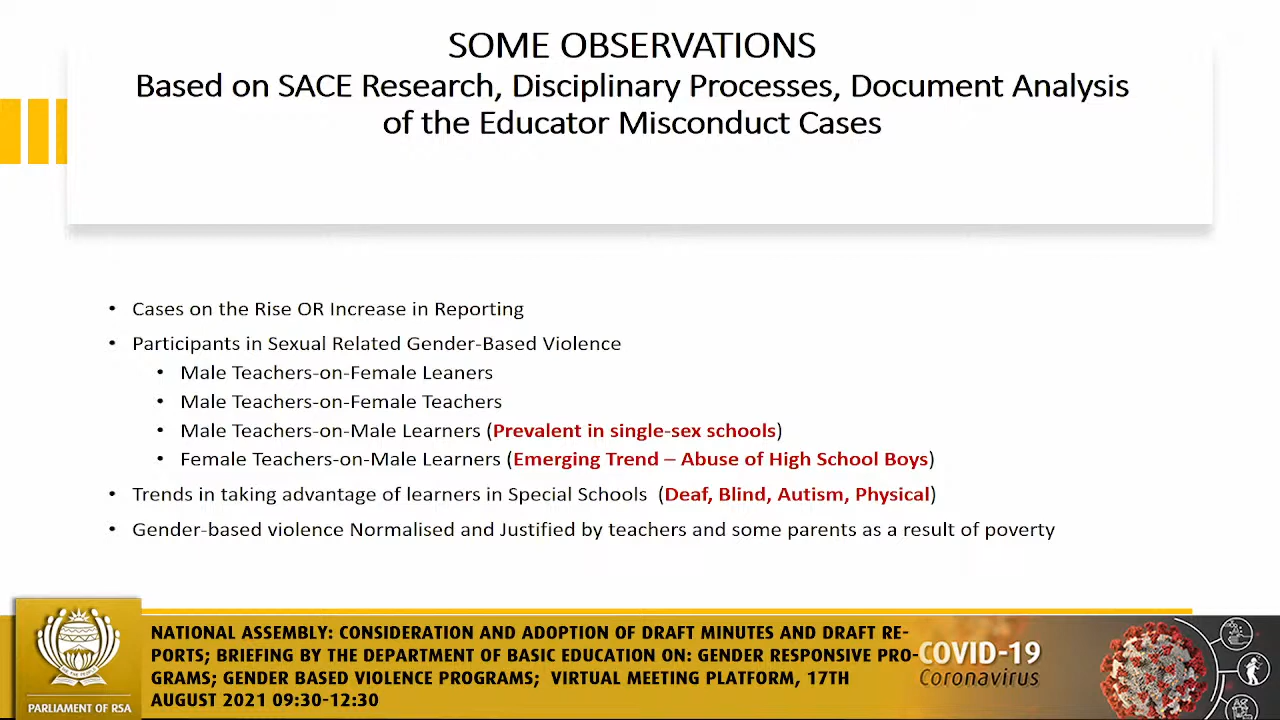 SOME OBSERVATIONS
Based on SACE Research, Disciplinary Processes, Document Analysis
of the Educator Misconduct Cases
• Cases on the Rise OR Increase in Reporting
• Participants in Sexual Related Gender-Based Violence
• Male Teachers-on-Female Leaners
• Male Teachers-on-Female Teachers
• Male Teachers-on-Male Learners (Prevalent in single-sex schools)
• Female Teachers-on-Male Learners (Emerging Trend – Abuse of High School Boys)
• Trends in taking advantage of learners in Special Schools (Deaf, Blind, Autism, Physical)
• Gender-based violence Normalised and Justified by teachers and some parents as a result of poverty
NATIONAL ASSEMBLY: CONSIDERATION AND ADOPTION OF DRAFT MINUTES AND DRAFT RE-
PORTS; BRIEFING BY THE DEPARTMENT OF BASIC EDUCATION ON: GENDER RESPONSIVE PRO-
GRAMS; GENDER BASED VIOLENCE PROGRAMS; VIRTUAL MEETING PLATFORM, 17TH
AUGUST 2021 09:30-12:30
PARLIAMENT OF RSA
COVID-19
Coronavirus